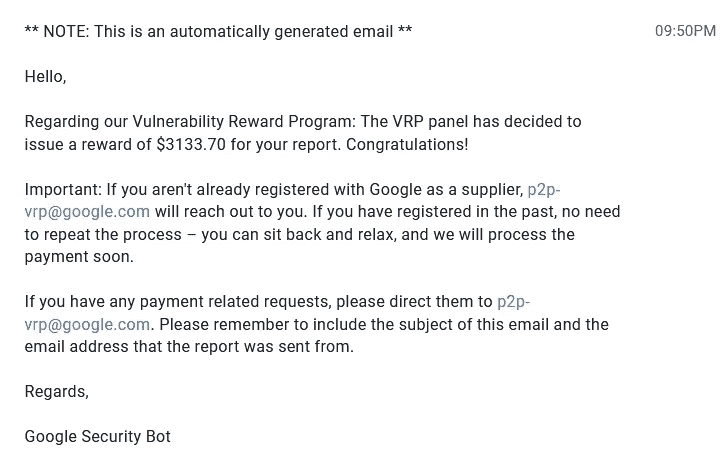 ** NOTE: This is an automatically generated email **
09:50PM
Hello,
Regarding our Vulnerability Reward Program: The VRP panel has decided to
issue a reward of $3133.70 for your report. Congratulations!
Important: If you aren't already registered with Google as a supplier, p2p-
vrp@google.com will reach out to you. If you have registered in the past, no need
to repeat the process – you can sit back and relax, and we will process the
payment soon.
If you have any payment related requests, please direct them to p2p-
vrp@google.com. Please remember to include the subject of this email and the
email address that the report was sent from.
Regards,
Google Security Bot